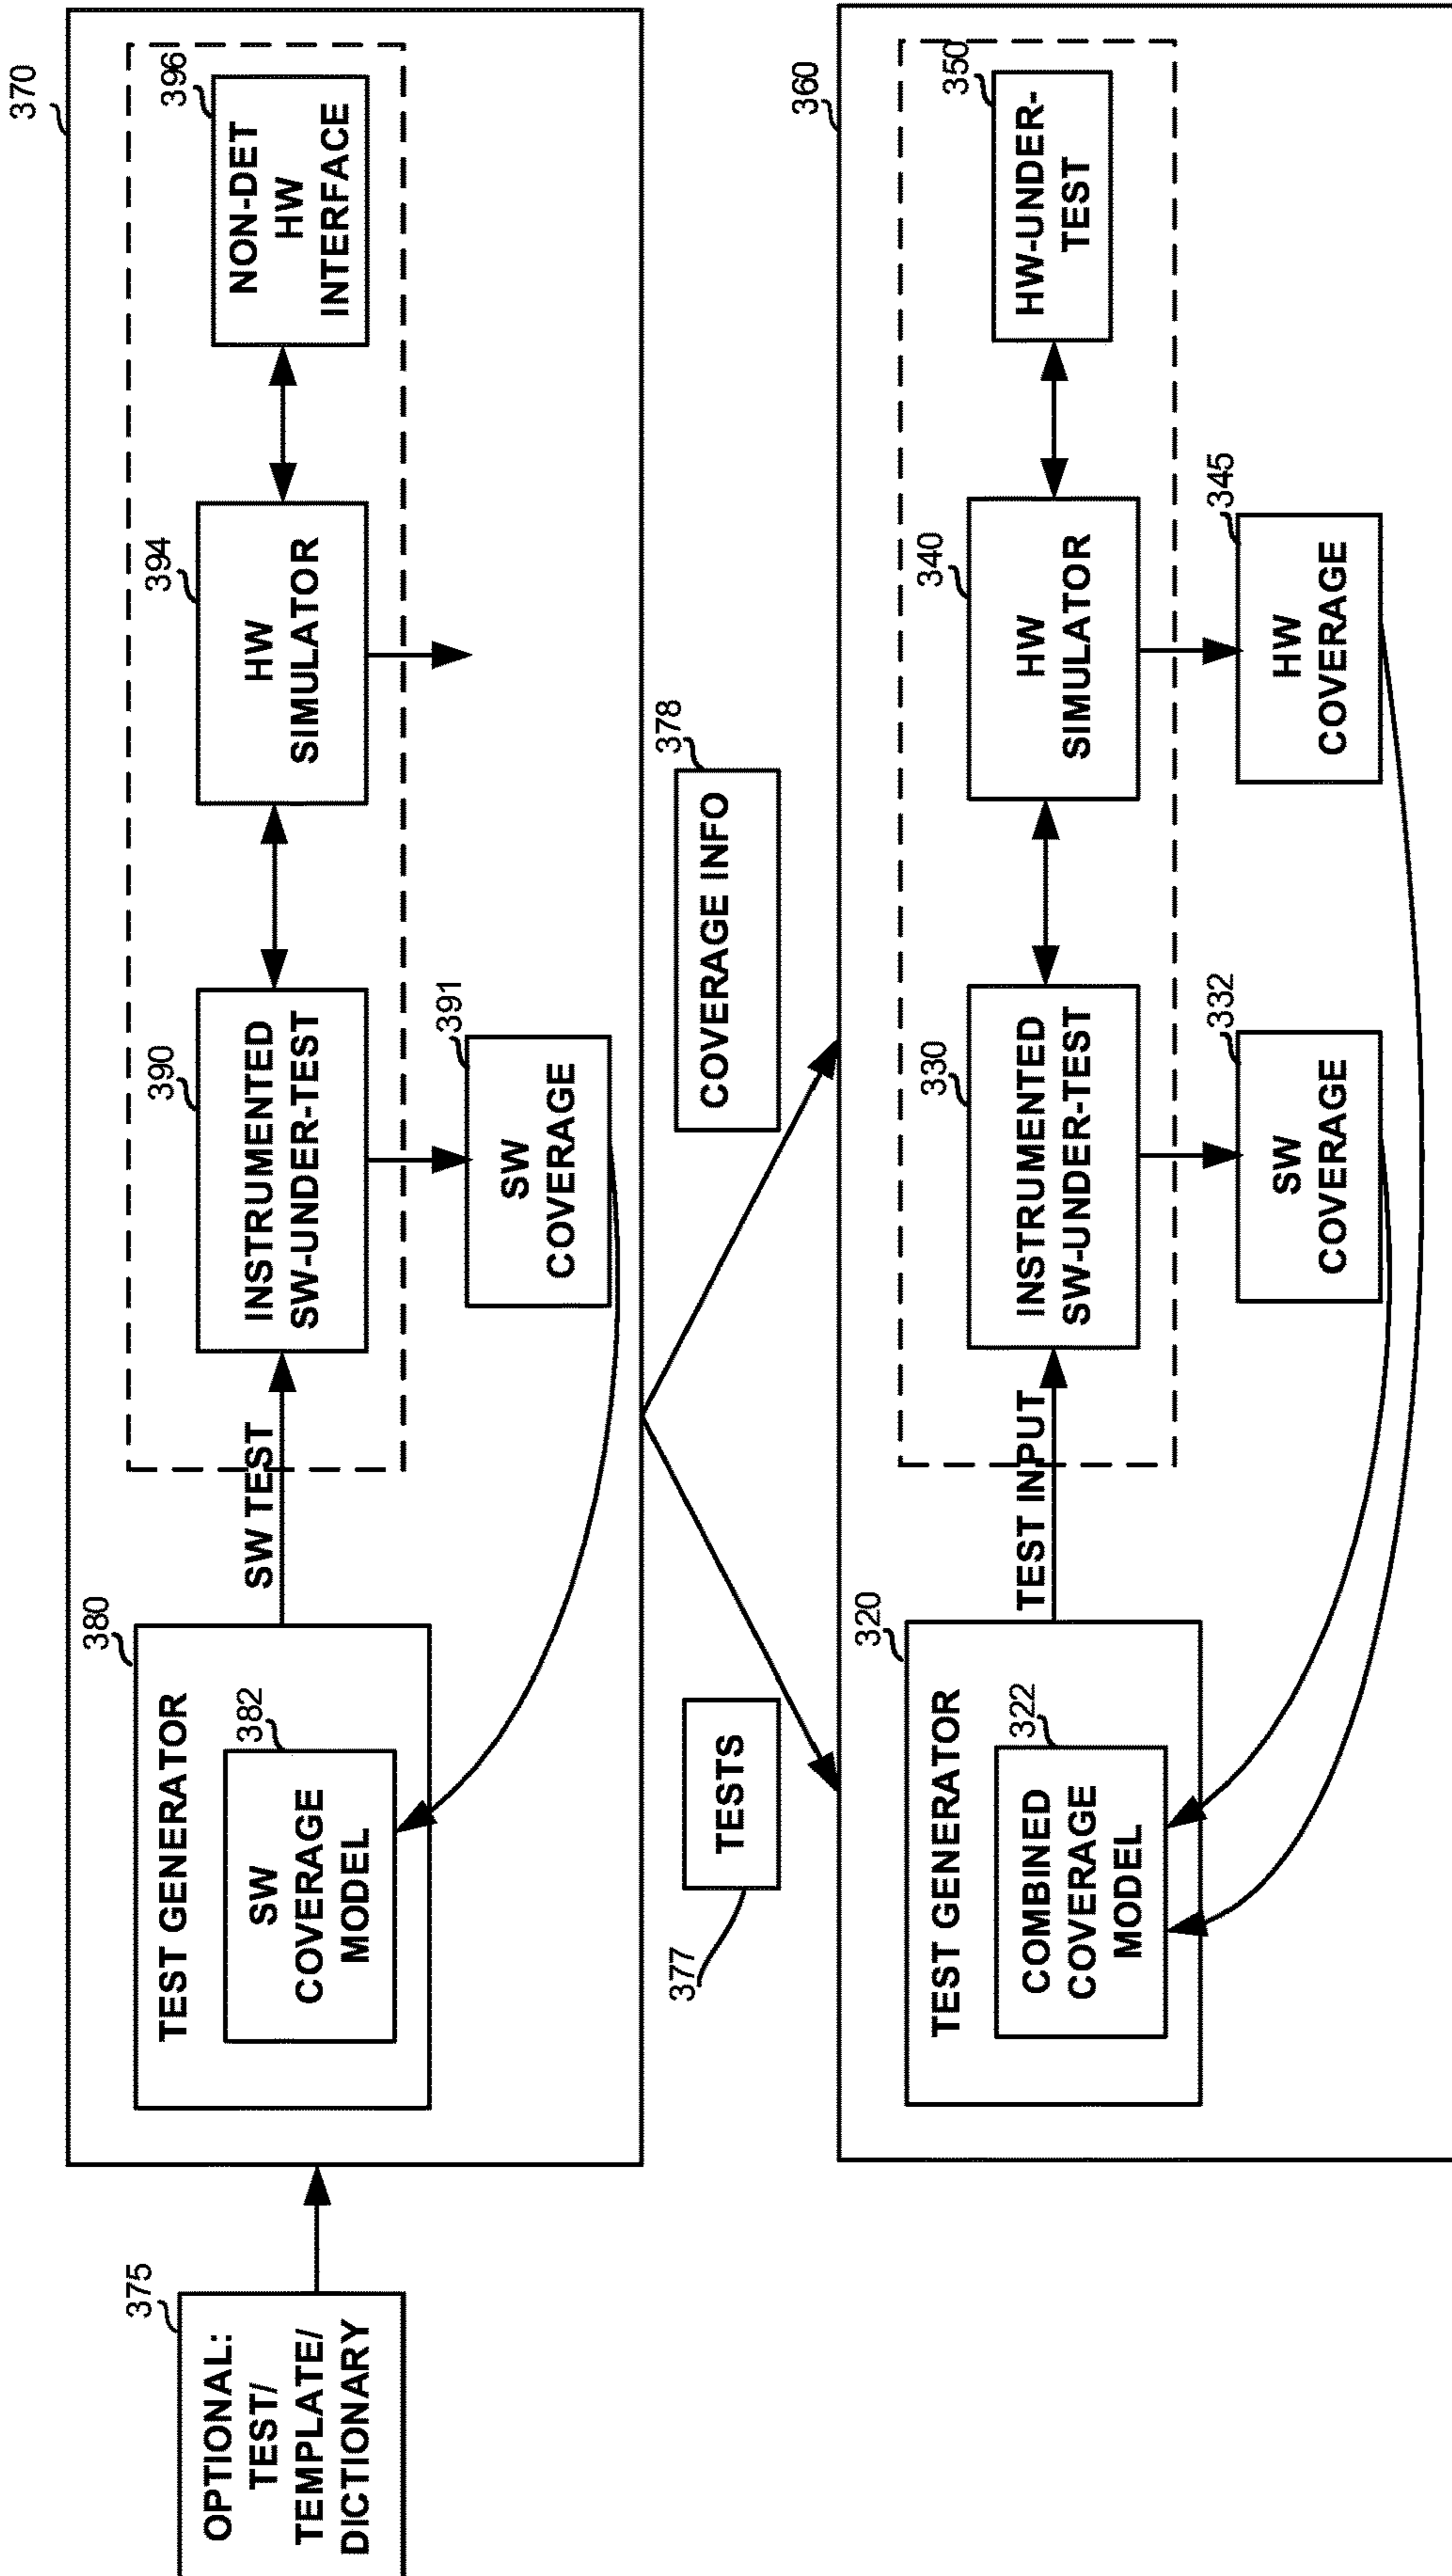 370
396
NON-DET
HW
INTERFACE
394
HW
SIMULATOR
390
INSTRUMENTED
SW-UNDER-TEST
391
SW
COVERAGE
SW TEST
380
TEST GENERATOR
382
SW
COVERAGE
MODEL
375
OPTIONAL:
TEST/
TEMPLATE/
DICTIONARY
378
COVERAGE INFO
377
TESTS
360
350
HW-UNDER-
TEST
340
HW
SIMULATOR
345
HW
COVERAGE
330
INSTRUMENTED
SW-UNDER-TEST
332
SW
COVERAGE
TEST INPUT
320
TEST GENERATOR
322
COMBINED
COVERAGE
MODEL